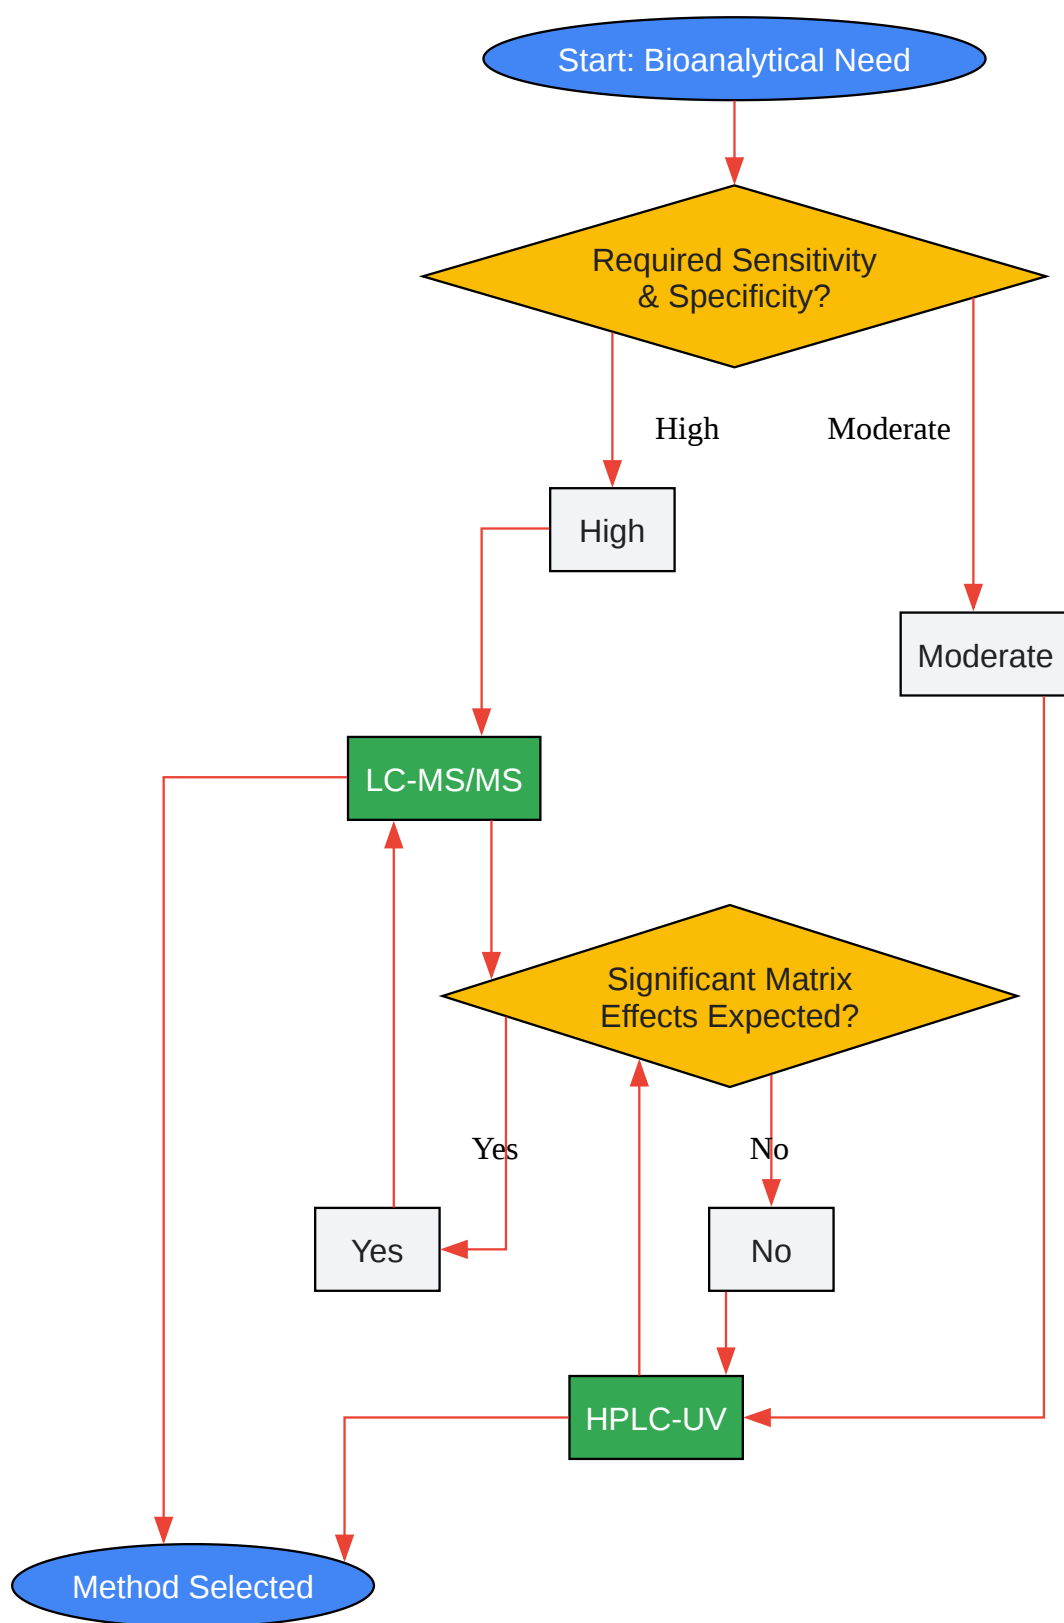 Start: Bioanalytical Need
Required Sensitivity
& Specificity?
High
Moderate
High
Moderate
LC-MS/MS
Significant Matrix
Effects Expected?
Yes
No
Yes
No
HPLC-UV
Method Selected